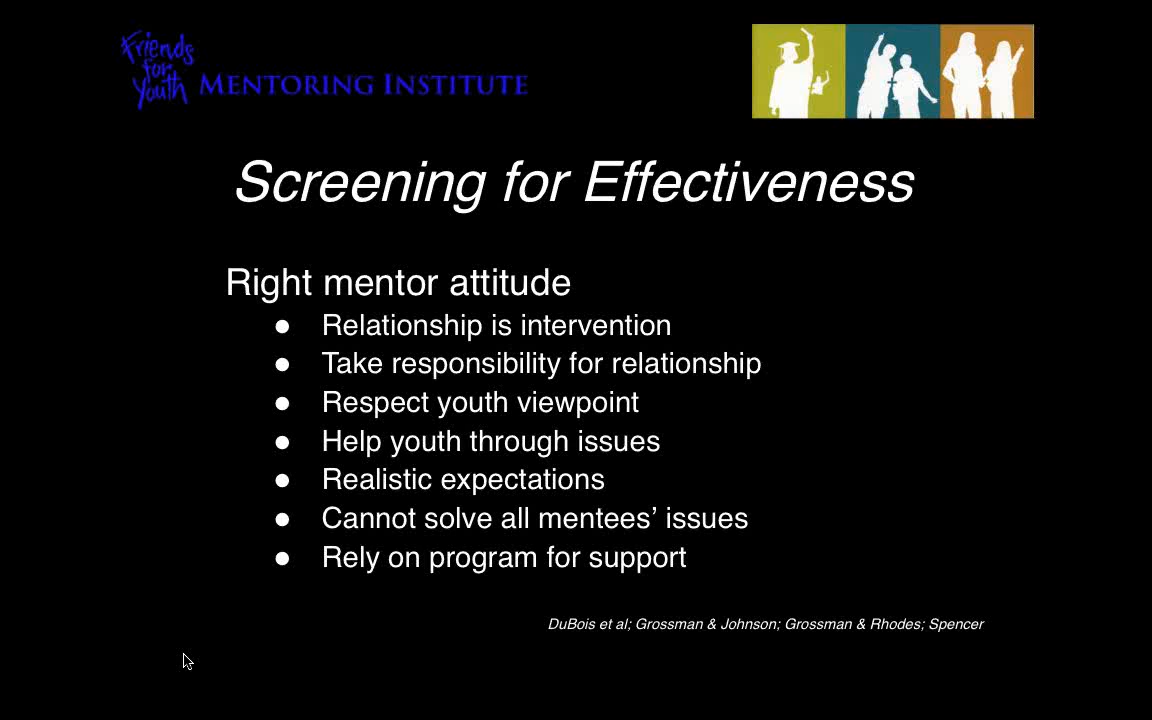 Friends
for
Youth MENTORING INSTITUTE
Screening for Effectiveness
Right mentor attitude
● Relationship is intervention
● Take responsibility for relationship
● Respect youth viewpoint
● Help youth through issues
● Realistic expectations
● Cannot solve all mentees’ issues
● Rely on program for support
DuBois et al; Grossman & Johnson; Grossman & Rhodes; Spencer